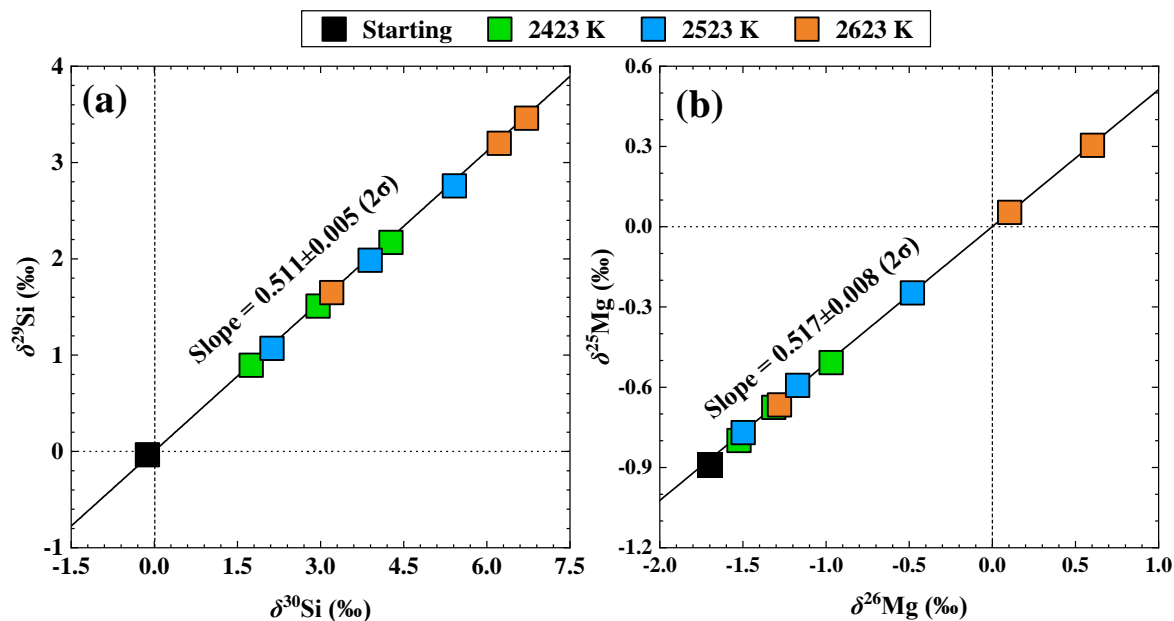 Starting 2423 K 2523 K 2623 K
(a)
4
3
2
1
0
-1
δ29Si (‰)
Slope = 0.511±0.005 (2σ)
-1.5 0.0 1.5 3.0 4.5 6.0 7.5
δ30Si (‰)
(b)
0.6
0.3
0.0
-0.3
-0.6
-0.9
-1.2
δ25Mg (‰)
Slope = 0.517±0.008 (2σ)
-2.0 -1.5 -1.0 -0.5 0.0 0.5 1.0
δ26Mg (‰)